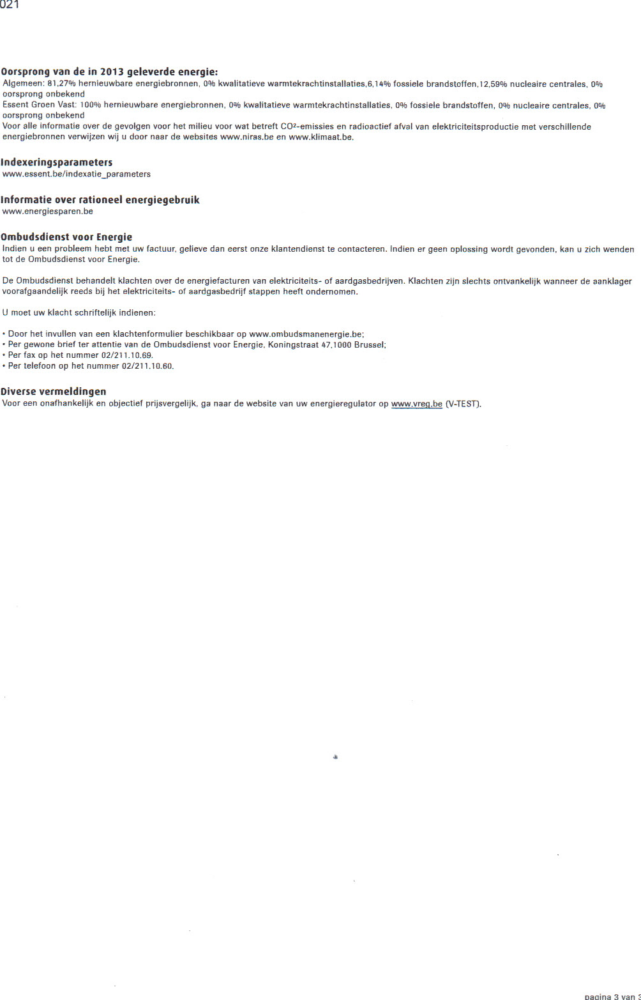 021
Oorsprong van de in 2013 geleverde energie:
Algemeen: 81,27% hernieuwbare energiebronnen, 0% kwalitatieve warmtekrachtinstallaties,6,14% fossiele brandstoffen,12,59% nucleaire centrales, 0%
oorsprong onbekend
Essent Groen Vast: 100% hernieuwbare energiebronnen, 0% kwalitatieve warmtekrachtinstallaties, 0% fossiele brandstoffen, 0% nucleaire centrales, 0%
oorsprong onbekend
Voor alle informatie over de gevolgen voor het milieu voor wat betreft CO²-emissies en radioactief afval van elektriciteitsproductie met verschillende
energiebronnen verwijzen wij u door naar de websites www.niras.be en www.klimaat.be.
Indexeringsparameters
www.essent.be/indexatie_parameters
Informatie over rationeel energiegebruik
www.energiesparen.be
Ombudsdienst voor Energie
Indien u een probleem hebt met uw factuur, gelieve dan eerst onze klantendienst te contacteren. Indien er geen oplossing wordt gevonden, kan u zich wenden
tot de Ombudsdienst voor Energie.
De Ombudsdienst behandelt klachten over de energiefacturen van elektriciteits- of aardgasbedrijven. Klachten zijn slechts ontvankelijk wanneer de aanklager
voorafgaandelijk reeds bij het elektriciteits- of aardgasbedrijf stappen heeft ondernomen.
U moet uw klacht schriftelijk indienen:
• Door het invullen van een klachtenformulier beschikbaar op www.ombudsmanenergie.be;
• Per gewone brief ter attentie van de Ombudsdienst voor Energie, Koningstraat 47,1000 Brussel;
• Per fax op het nummer 02/211.10.69.
• Per telefoon op het nummer 02/211.10.60.
Diverse vermeldingen
Voor een onafhankelijk en objectief prijsvergelijk, ga naar de website van uw energieregulator op www.vreg.be (V-TEST).
pagina 3 van 3